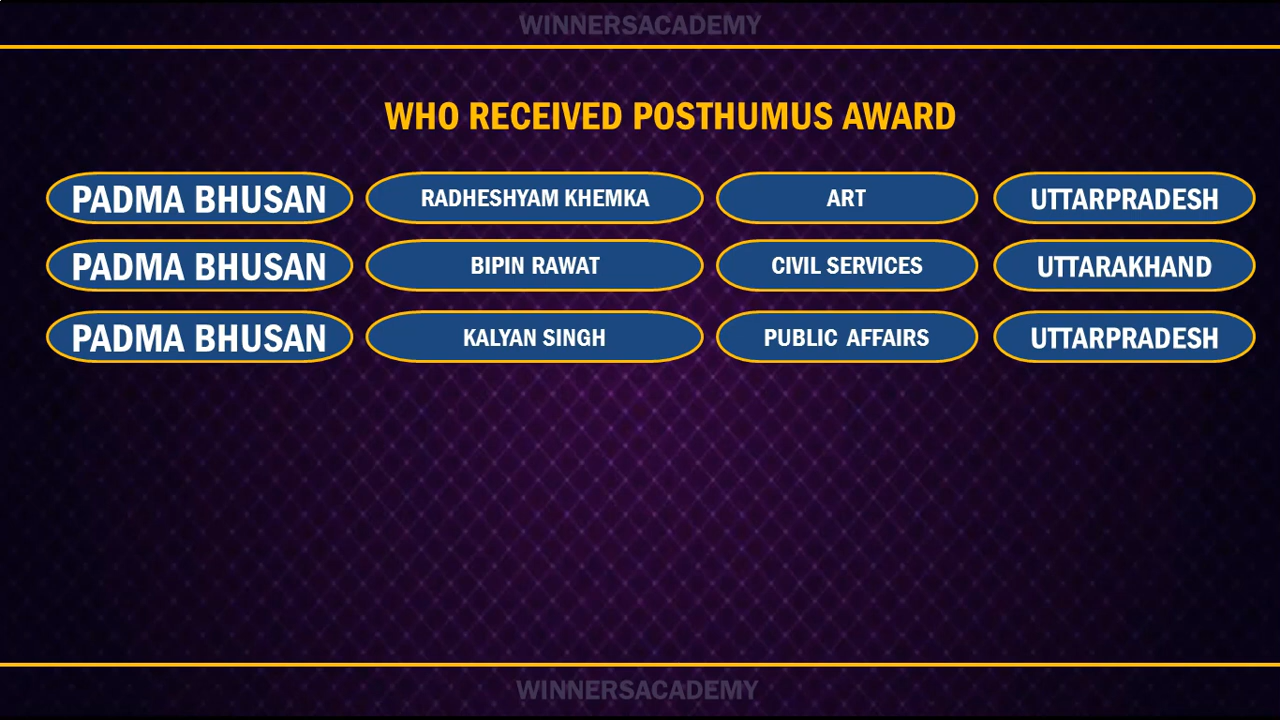 WINNERSACADEMY
WHO RECEIVED POSTHUMUS AWARD
PADMA BHUSAN RADHESHYAM KHEMKA ART UTTARPRADESH
PADMA BHUSAN BIPIN RAWAT CIVIL SERVICES UTTARAKHAND
PADMA BHUSAN KALYAN SINGH PUBLIC AFFAIRS UTTARPRADESH
WINNERSACADEMY